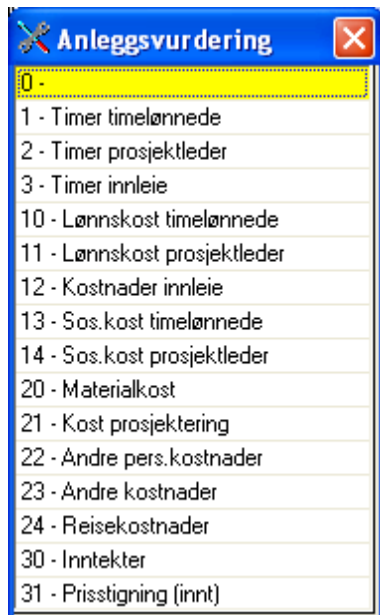 Anleggsvurdering
0 -
1 - Timer timelønnede
2 - Timer prosjektleder
3 - Timer innleie
10 - Lønnskost timelønnede
11 - Lønnskost prosjektleder
12 - Kostnader innleie
13 - Sos.kost timelønnede
14 - Sos.kost prosjektleder
20 - Materialkost
21 - Kost prosjektering
22 - Andre pers.kostnader
23 - Andre kostnader
24 - Reisekostnader
30 - Inntekter
31 - Prisstigning (innt)